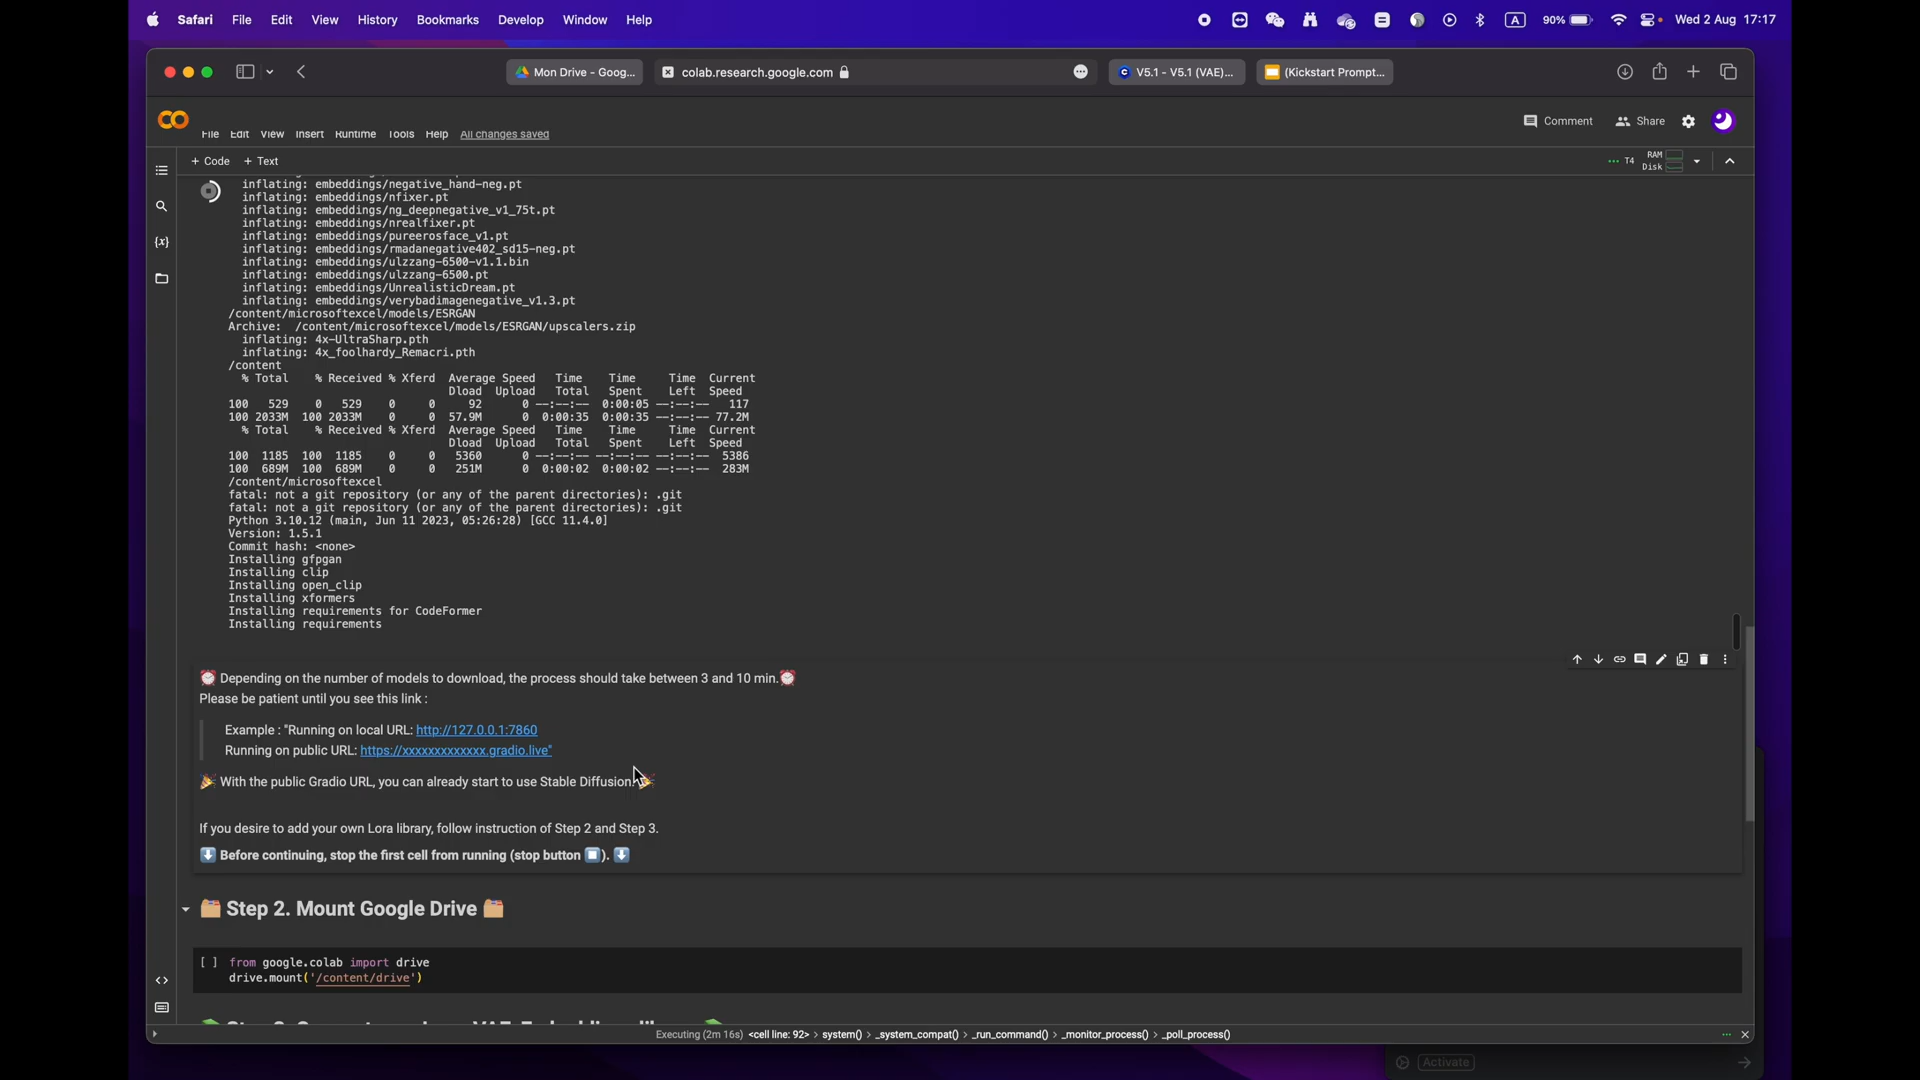 Safari File Edit View History Bookmarks Develop Window Help
A 90% Wed 2 Aug 17:17
Mon Drive - Goog... colab.research.google.com V5.1 - V5.1 (VAE)... (Kickstart Prompt...
File Edit View Insert Runtime Tools Help All changes saved
Comment Share
+ Code + Text
T4 RAM
Disk
inflating: embeddings/negative_hand-neg.pt
inflating: embeddings/nfixer.pt
inflating: embeddings/ng_deepnegative_v1_75t.pt
inflating: embeddings/nrealfixer.pt
inflating: embeddings/pureerosface_v1.pt
inflating: embeddings/rmadanegative402_sd15-neg.pt
inflating: embeddings/ulzzang-6500-v1.1.bin
inflating: embeddings/ulzzang-6500.pt
inflating: embeddings/UnrealisticDream.pt
inflating: embeddings/verybadimagenegative_v1.3.pt
/content/microsoftexcel/models/ESRGAN
Archive: /content/microsoftexcel/models/ESRGAN/upscalers.zip
inflating: 4x-UltraSharp.pth
inflating: 4x_foolhardy_Remacri.pth
/content
% Total % Received % Xferd Average Speed Time Time Time Current
Dload Upload Total Spent Left Speed
100 529 0 529 0 0 92 0 --:--:-- 0:00:05 --:--:-- 117
100 2033M 100 2033M 0 0 57.9M 0 0:00:35 0:00:35 --:--:-- 77.2M
% Total % Received % Xferd Average Speed Time Time Time Current
Dload Upload Total Spent Left Speed
100 1185 100 1185 0 0 5360 0 --:--:-- --:--:-- --:--:-- 5386
100 689M 100 689M 0 0 251M 0 0:00:02 0:00:02 --:--:-- 283M
/content/microsoftexcel
fatal: not a git repository (or any of the parent directories): .git
fatal: not a git repository (or any of the parent directories): .git
Python 3.10.12 (main, Jun 11 2023, 05:26:28) [GCC 11.4.0]
Version: 1.5.1
Commit hash: <none>
Installing gfpgan
Installing clip
Installing open_clip
Installing xformers
Installing requirements for CodeFormer
Installing requirements
⏰ Depending on the number of models to download, the process should take between 3 and 10 min.⏰
Please be patient until you see this link :
Example : "Running on local URL: http://127.0.0.1:7860
Running on public URL: https://xxxxxxxxxxxxx.gradio.live"
🎉 With the public Gradio URL, you can already start to use Stable Diffusion. 🎉
If you desire to add your own Lora library, follow instruction of Step 2 and Step 3.
⬇️ Before continuing, stop the first cell from running (stop button ⏹️). ⬇️
🗂️ Step 2. Mount Google Drive 🗂️
[ ] from google.colab import drive
drive.mount('/content/drive')
Executing (2m 16s) <cell line: 92> > system() > _system_compat() > _run_command() > _monitor_process() > _poll_process()
Activate